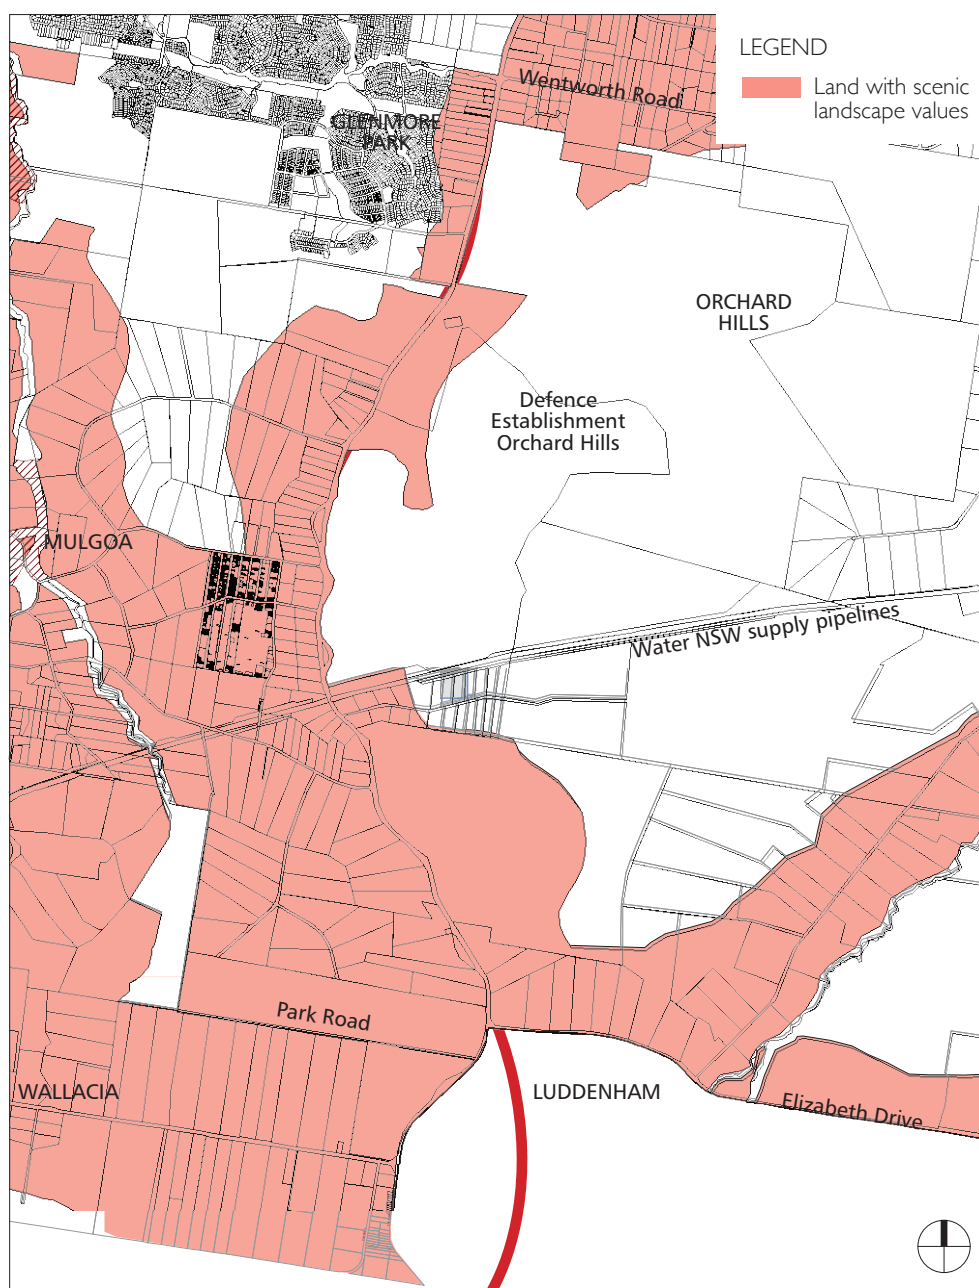 LEGEND
Land with scenic
landscape values
Wentworth Road
GLENMORE
PARK
ORCHARD
HILLS
Defence
Establishment
Orchard Hills
MULGOA
Water NSW supply pipelines
Park Road
WALLACIA
LUDDENHAM
Elizabeth Drive